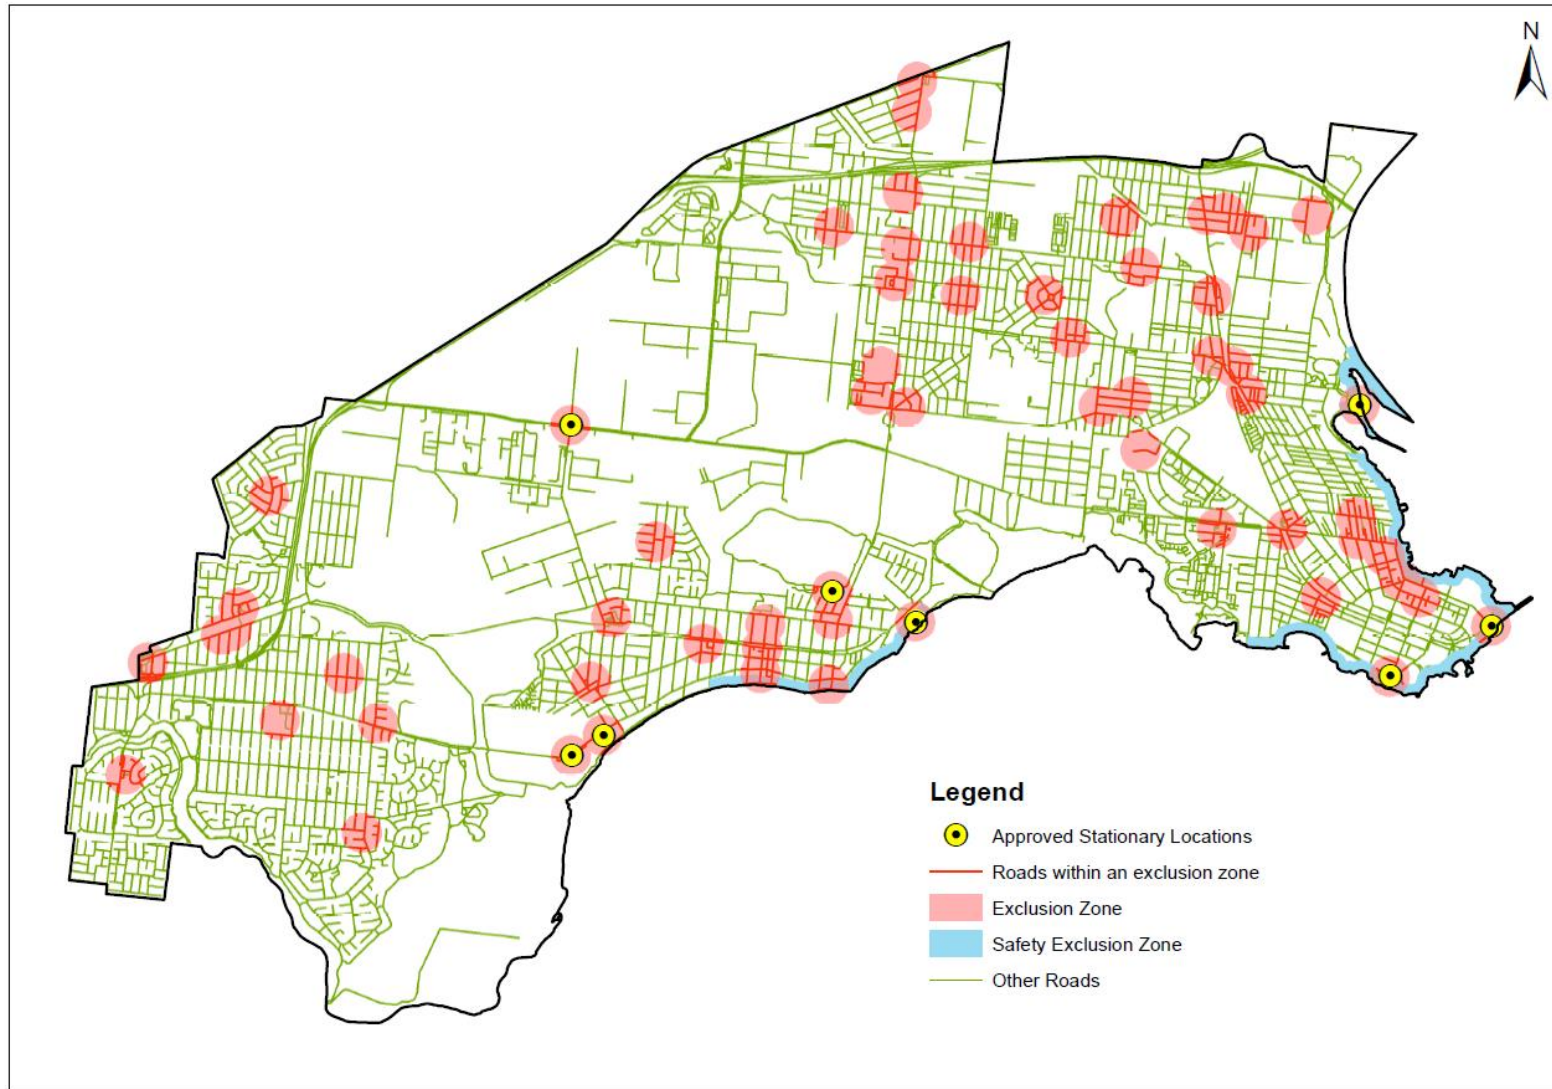 N
Legend
Approved Stationary Locations
Roads within an exclusion zone
Exclusion Zone
Safety Exclusion Zone
Other Roads